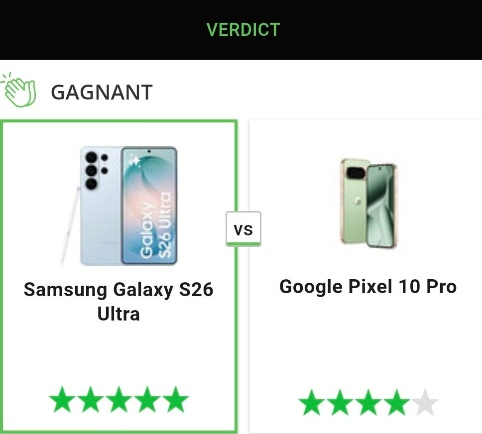 VERDICT
GAGNANT
Galaxy
S26 Ultra
vs
Samsung Galaxy S26
Ultra
Google Pixel 10 Pro